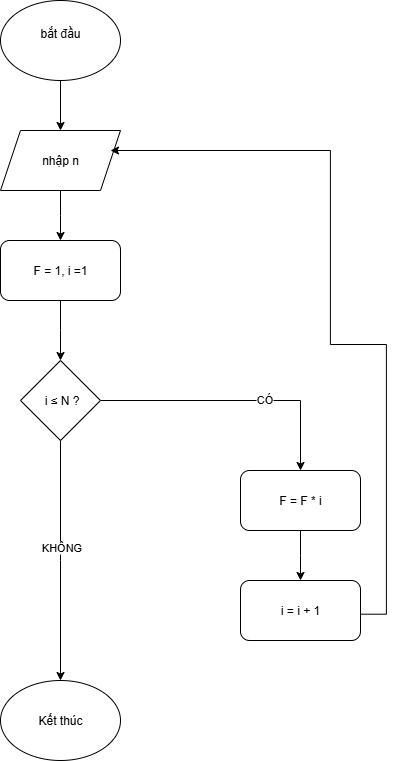 bắt đầu
nhập n
F = 1, i =1
i ≤ N ?
CÓ
F = F * i
KHÔNG
i = i + 1
Kết thúc